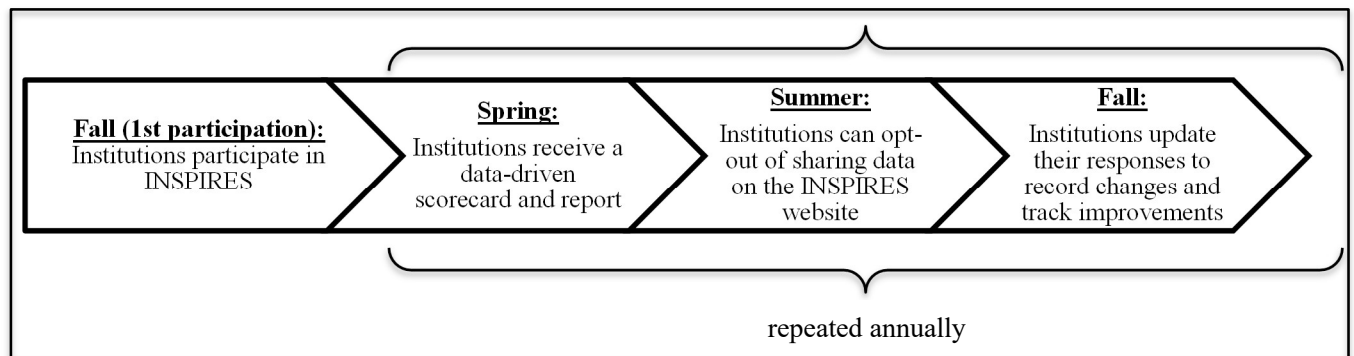 Fall (1st participation):
Institutions participate in
INSPIRES
Spring:
Institutions receive a
data-driven
scorecard and report
Summer:
Institutions can opt-
out of sharing data
on the INSPIRES
website
Fall:
Institutions update
their responses to
record changes and
track improvements
repeated annually